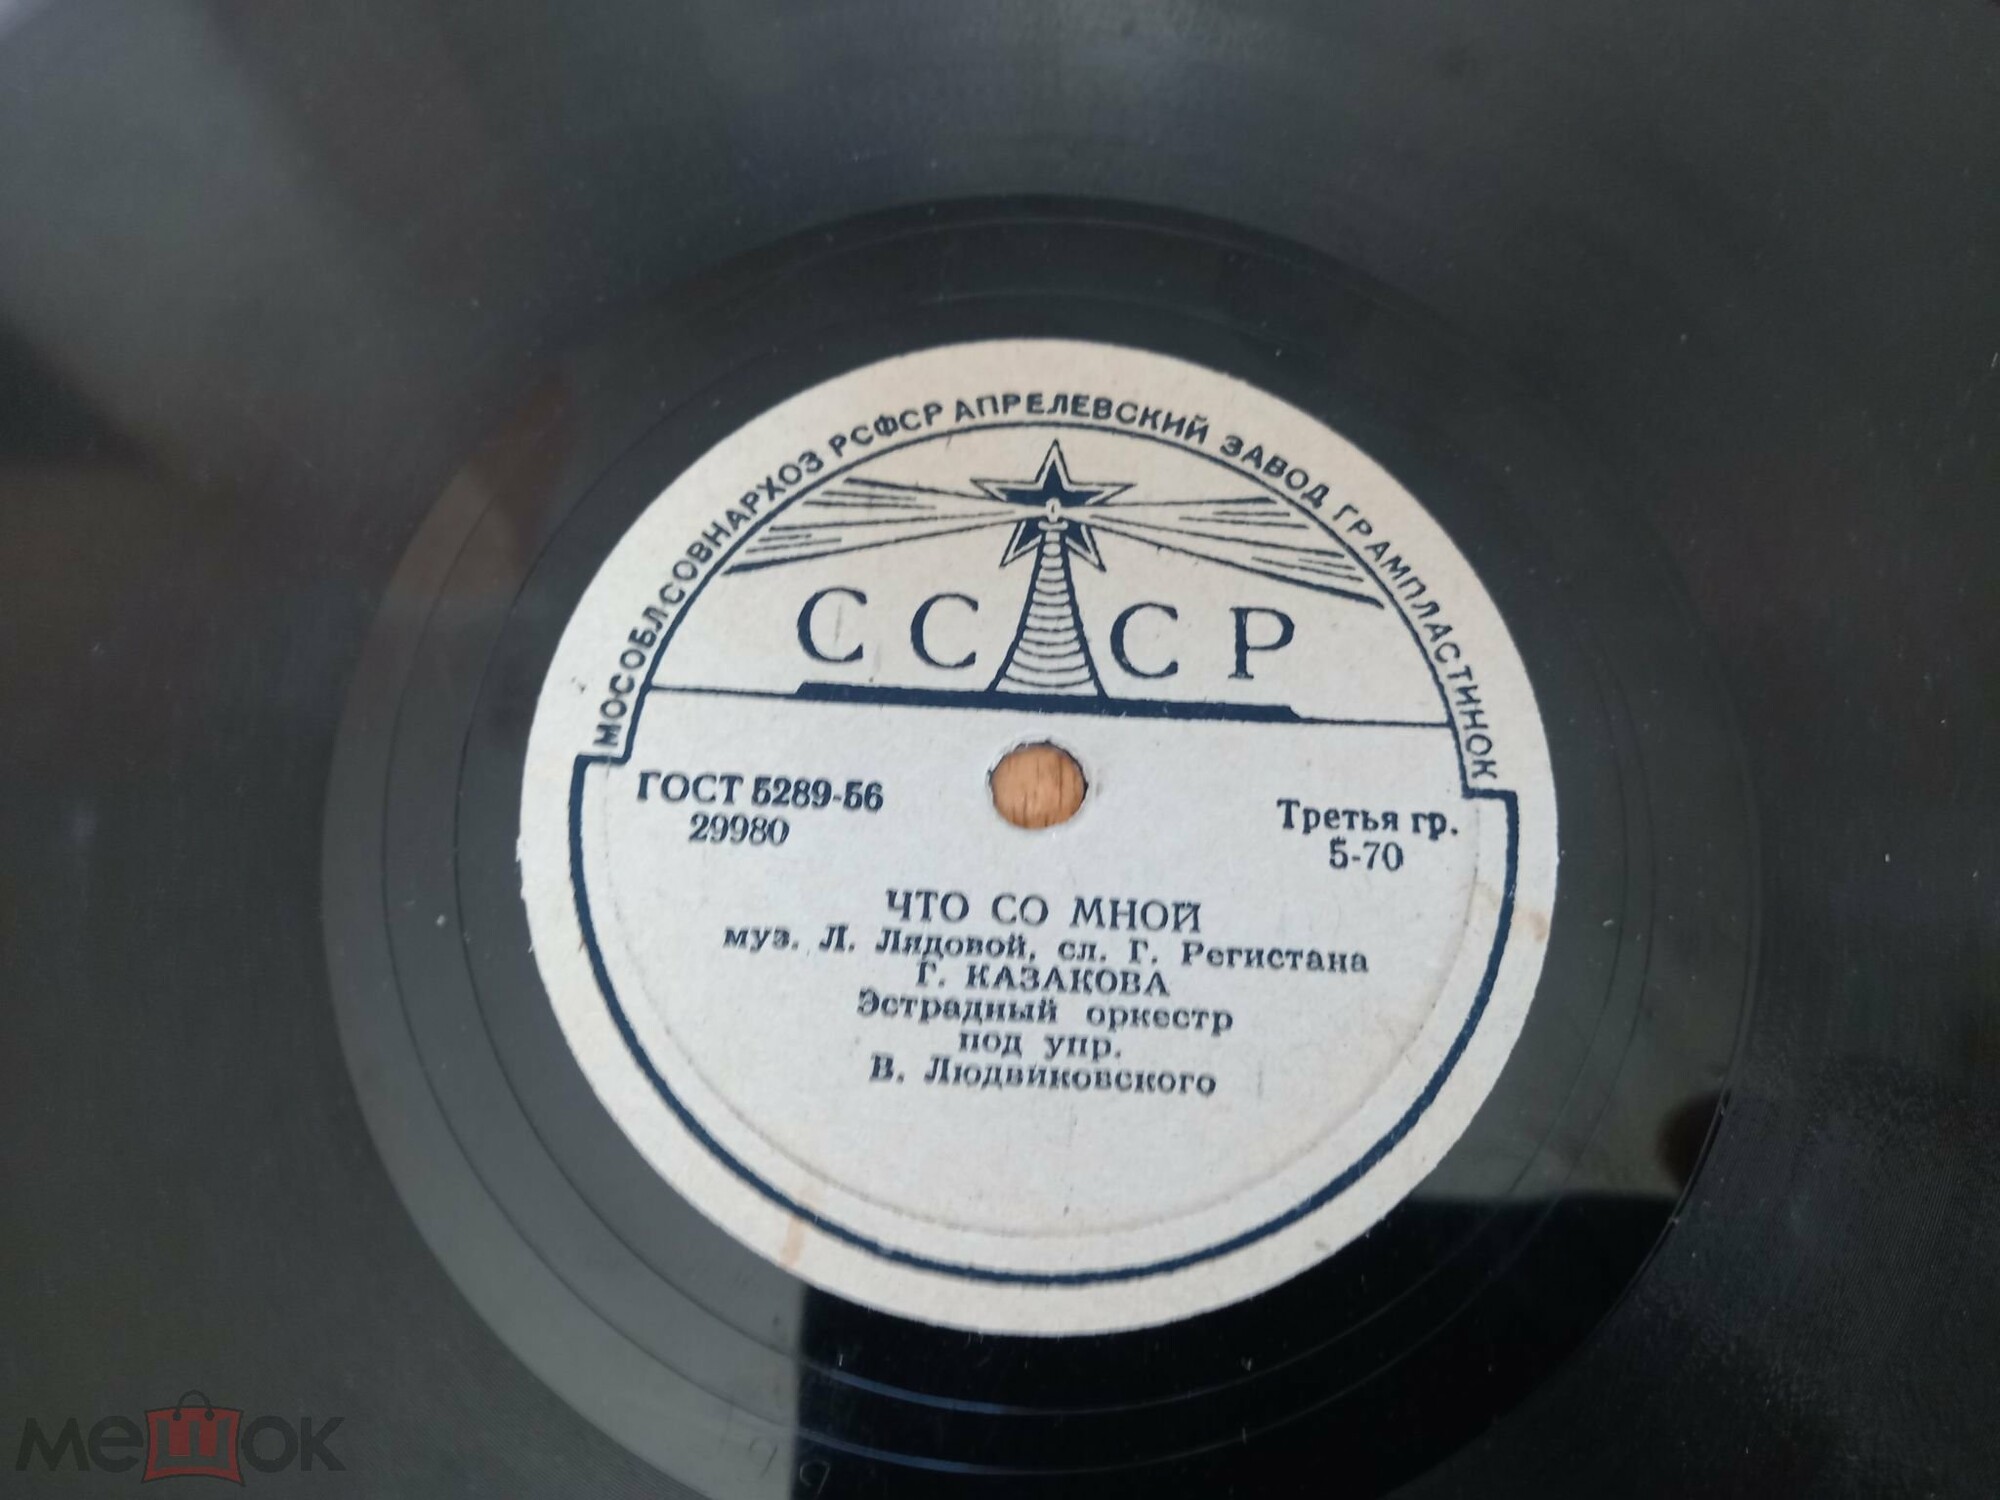 МОСОБЛСОВНАРХОЗ РСФСР АПРЕЛЕВСКИЙ ЗАВОД ГРАМПЛАСТИНОК
СССР
ГОСТ 5289-56
29980
Третья гр.
5-70
ЧТО СО МНОЙ
муз. Л. Лядовой, сл. Г. Регистана
Г. КАЗАКОВА
Эстрадный оркестр
под упр.
В. Людвиковского
мешок